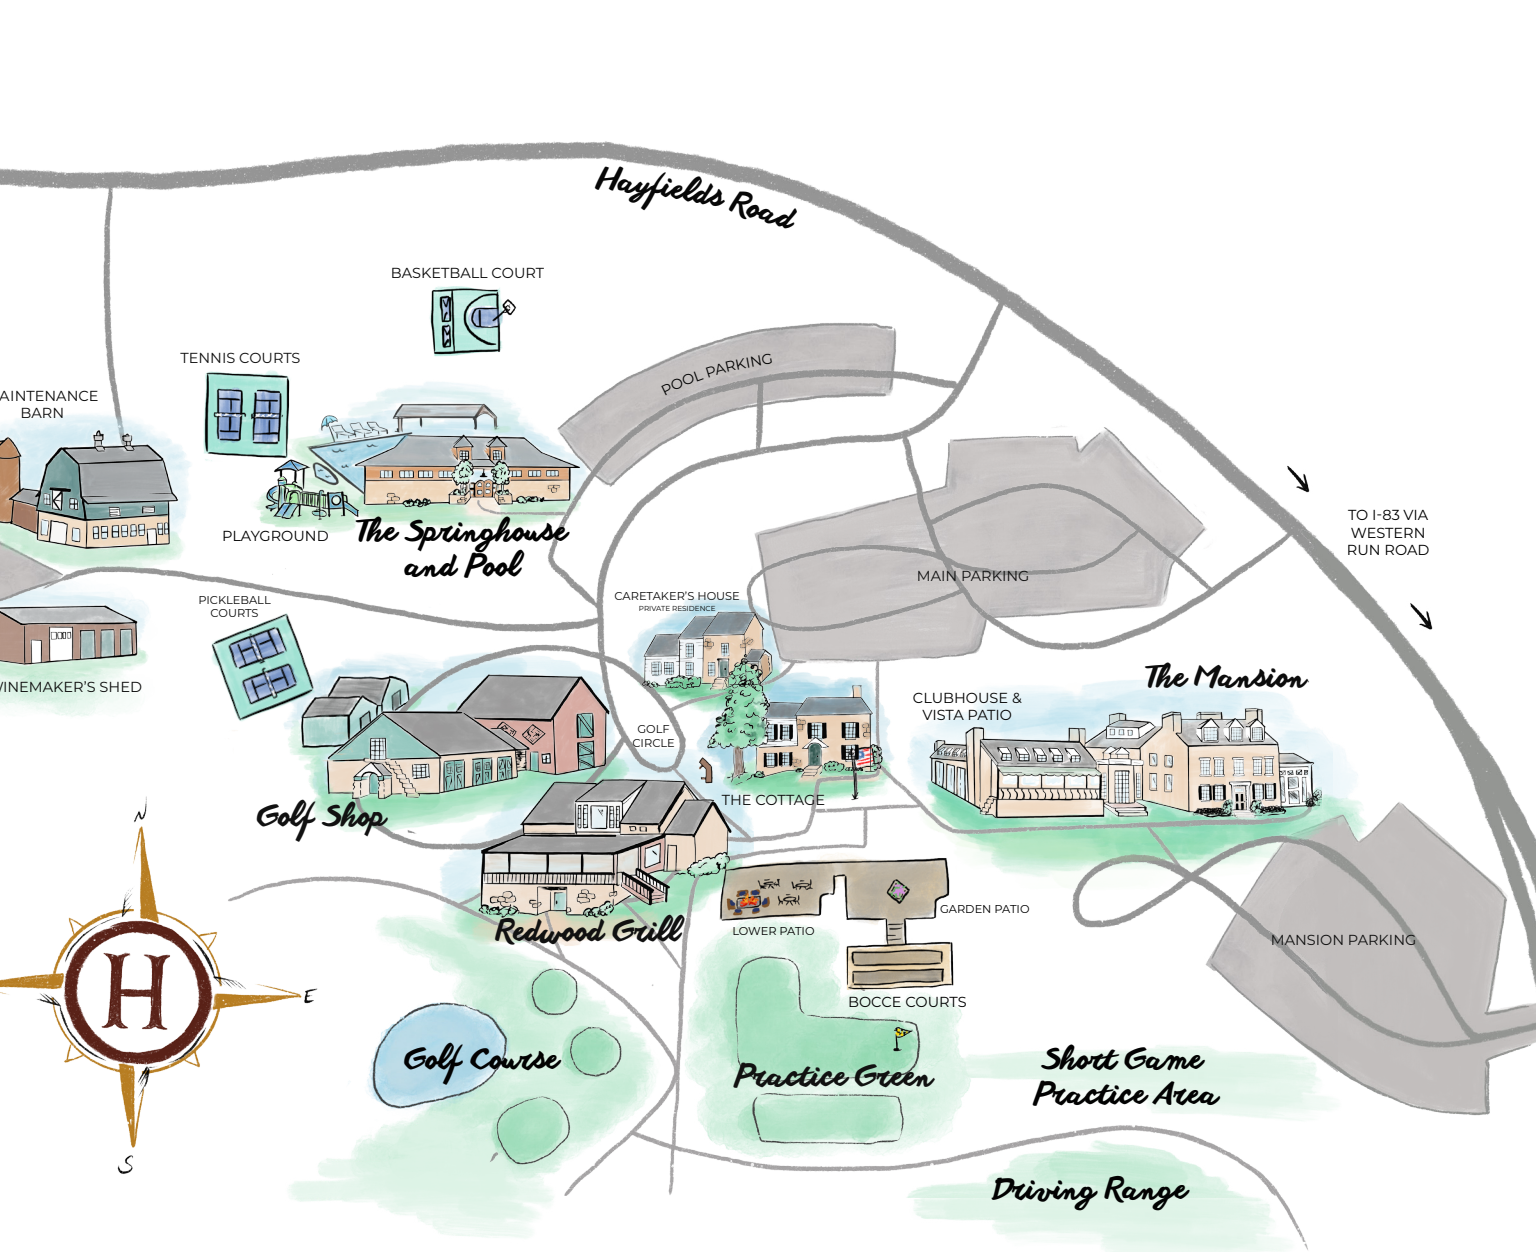 Hayfields Road
BASKETBALL COURT
TENNIS COURTS
POOL PARKING
AINTENANCE
BARN
PLAYGROUND
The Springhouse
and Pool
TO I-83 VIA
WESTERN
RUN ROAD
MAIN PARKING
PICKLEBALL
COURTS
CARETAKER'S HOUSE
PRIVATE RESIDENCE
WINEMAKER'S SHED
The Mansion
CLUBHOUSE &
VISTA PATIO
GOLF
CIRCLE
THE COTTAGE
Golf Shop
N
GARDEN PATIO
LOWER PATIO
Redwood Grill
MANSION PARKING
H
E
BOCCE COURTS
Golf Course
Practice Green
Short Game
Practice Area
S
Driving Range